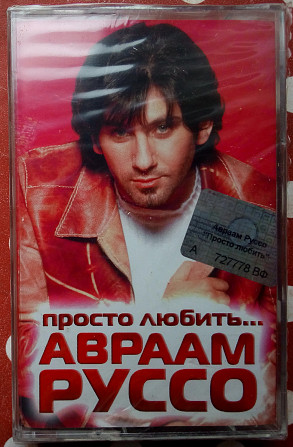 Авраам Руссо
"Просто любить"
А 727778 ВФ
просто любить...
АВРААМ
РУССО